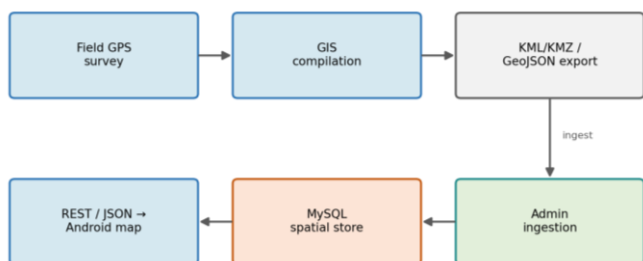 Field GPS
survey
GIS
compilation
KML/KMZ /
GeoJSON export
ingest
REST / JSON →
Android map
MySQL
spatial store
Admin
ingestion